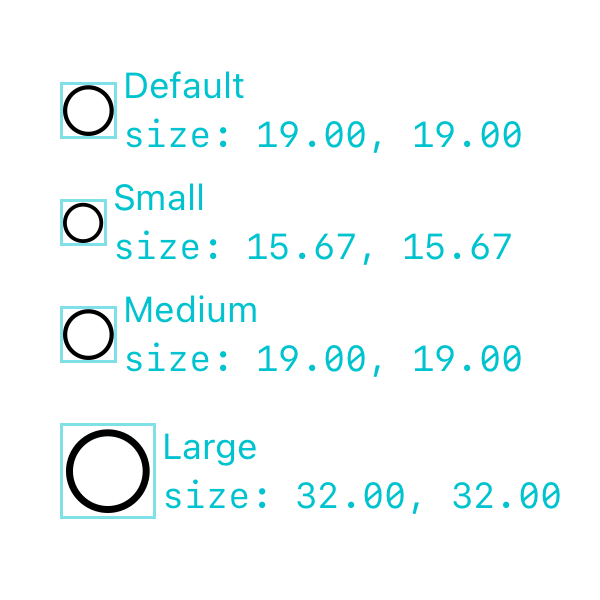 Default
size: 19.00, 19.00
Small
size: 15.67, 15.67
Medium
size: 19.00, 19.00
Large
size: 32.00, 32.00